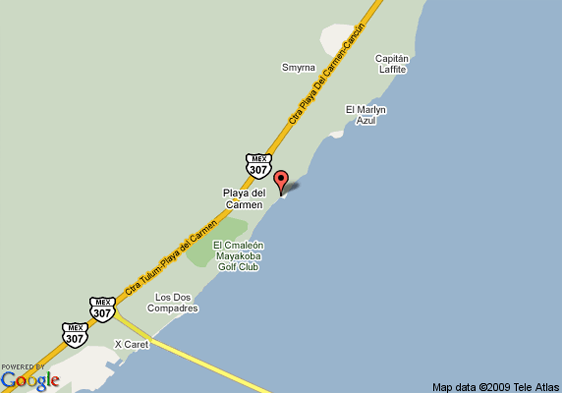 Smyrna
Capitán
Laffite
Ctra Playa Del Carmen-Cancún
El Marlyn
Azul
MEX
307
Playa del
Carmen
Ctra Tulum-Playa del Carmen
El Cmaleón
Mayakoba
Golf Club
Los Dos
Compadres
MEX
307
MEX
307
X Caret
POWERED BY
Google
Map data ©2009 Tele Atlas